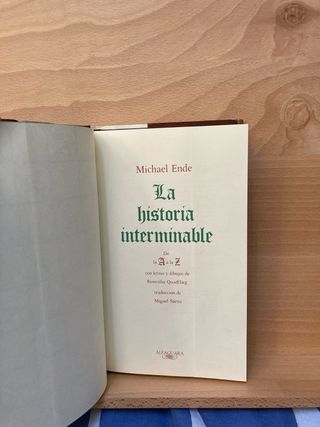 Michael Ende
La
historia
interminable
De
la A a la Z
con letras y dibujos de
Roswitha Quadflieg
traducción de
Miguel Sáenz
ALFAGUARA